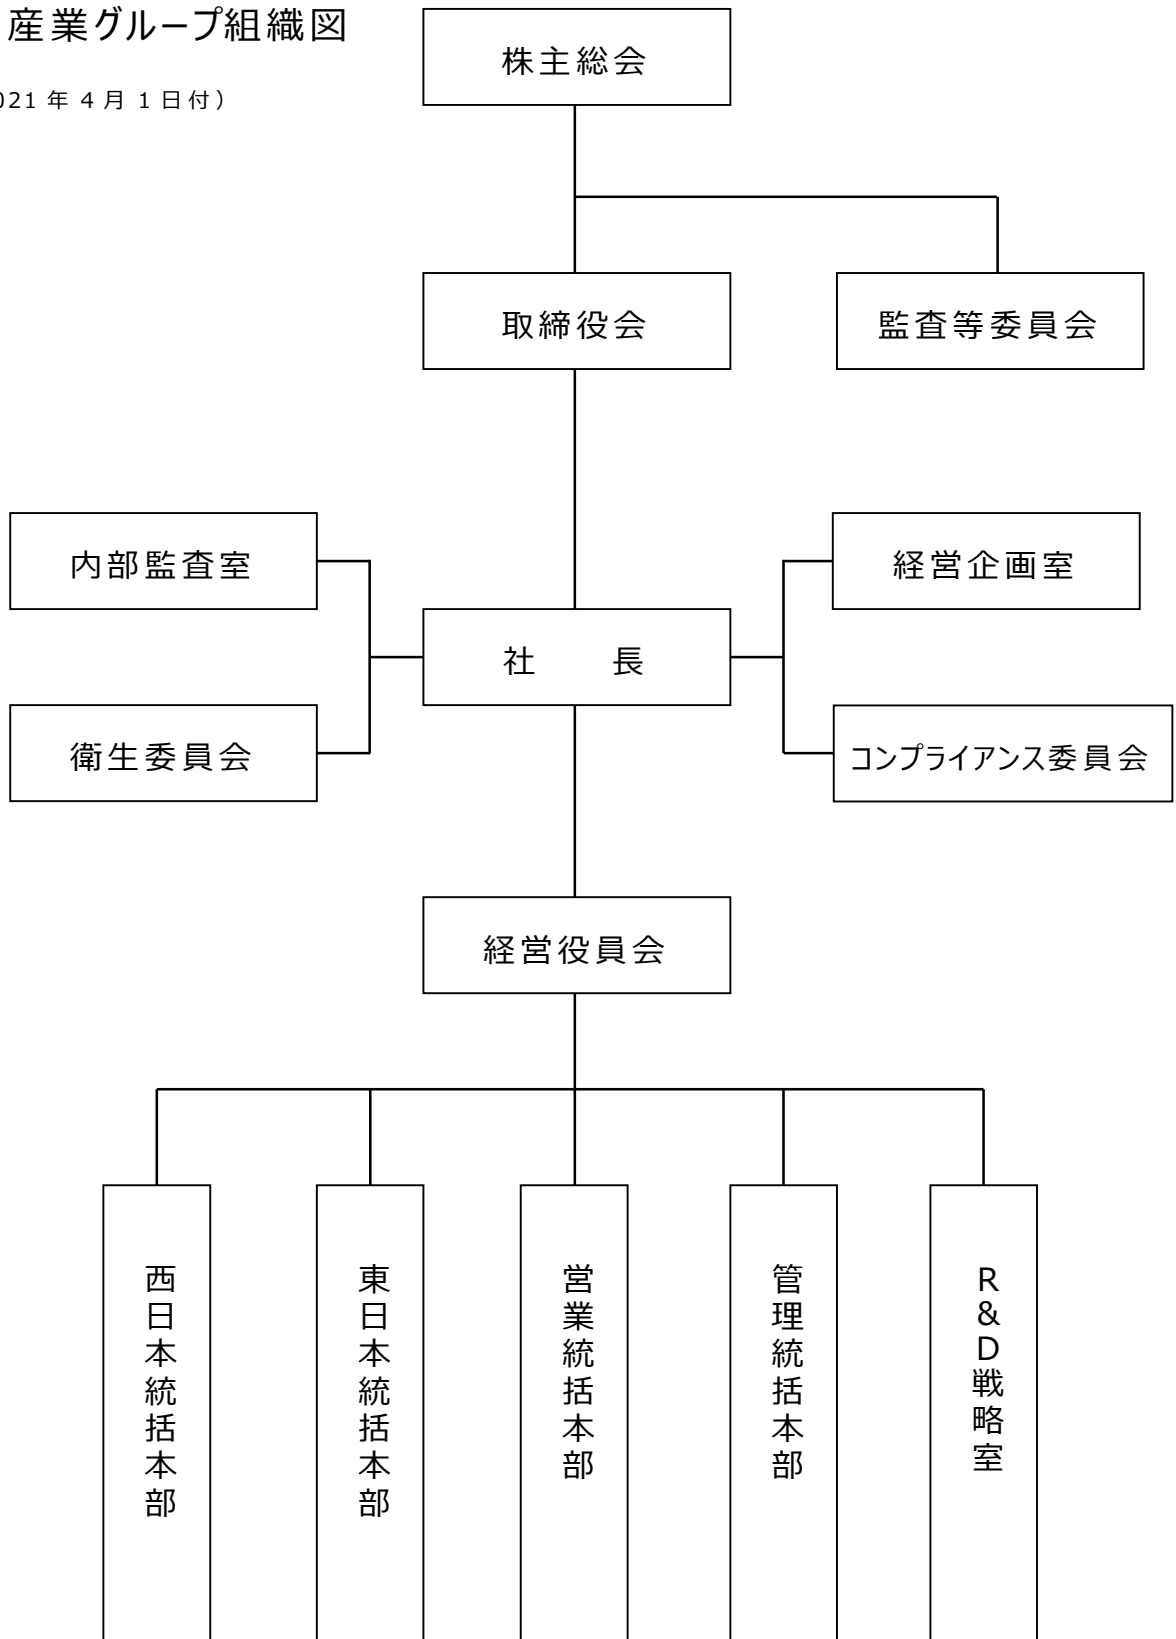 産業グループ組織図
021年4月1日付）
株主総会
取締役会
監査等委員会
内部監査室
経営企画室
社　長
衛生委員会
コンプライアンス委員会
経営役員会
西日本統括本部
東日本統括本部
営業統括本部
管理統括本部
R&D戦略室